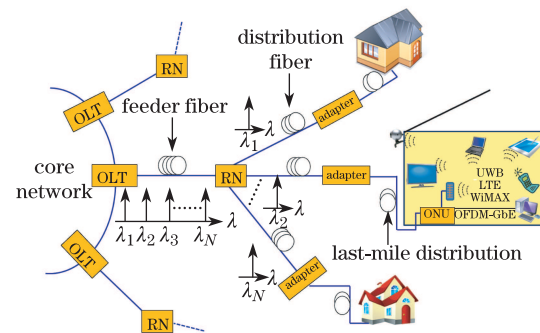 RN
distribution
fiber
OLT
feeder fiber
adapter
λ1
λ
core
network
OLT
RN
adapter
UWB
LTE
WiMAX
ONU
OFDM-GbE
λ
λ1
λ2
λ3
λN
λ
λ2
last-mile distribution
OLT
λ
λN
adapter
RN